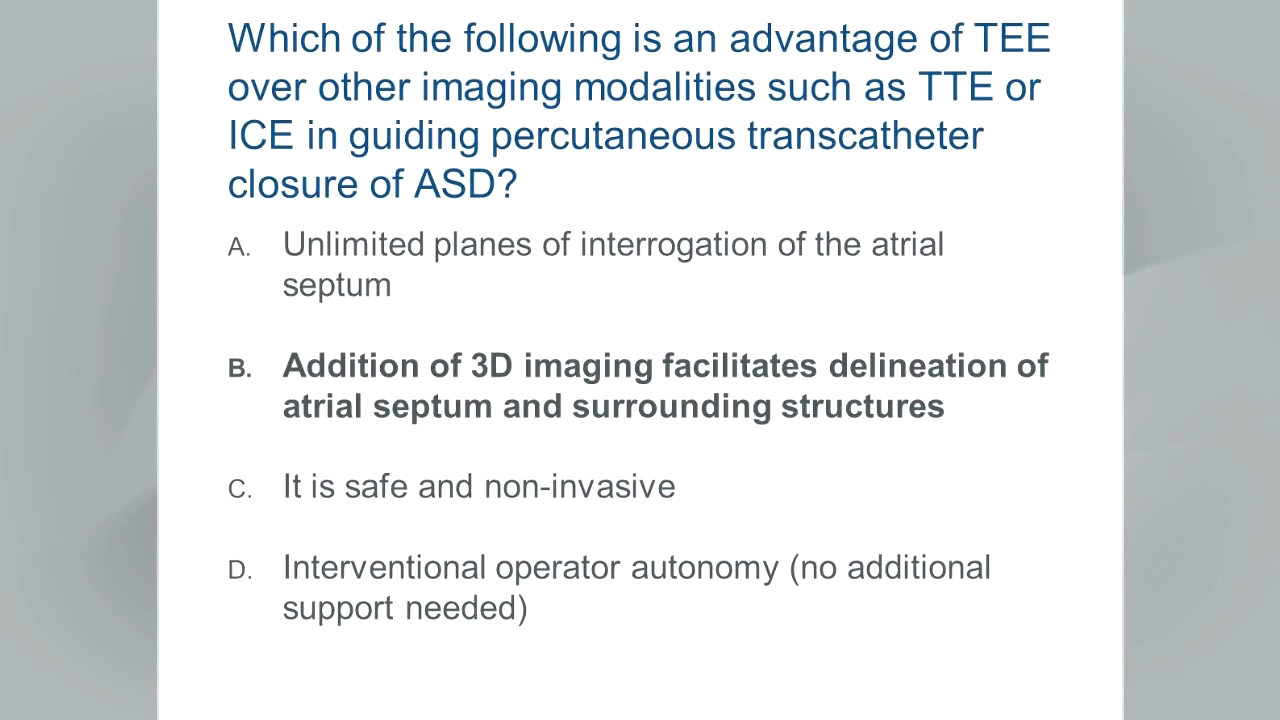 Which of the following is an advantage of TEE
over other imaging modalities such as TTE or
ICE in guiding percutaneous transcatheter
closure of ASD?
A. Unlimited planes of interrogation of the atrial
septum
B. Addition of 3D imaging facilitates delineation of
atrial septum and surrounding structures
C. It is safe and non-invasive
D. Interventional operator autonomy (no additional
support needed)